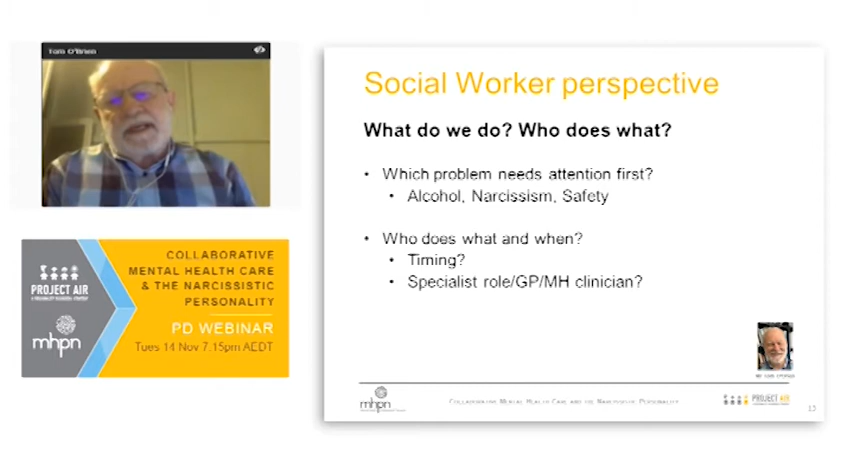 Tom O'Brien
COLLABORATIVE
MENTAL HEALTH CARE
& THE NARCISSISTIC
PERSONALITY
PD WEBINAR
Tues 14 Nov 7.15pm AEDT
PROJECT AIR
mhpn
Social Worker perspective
What do we do? Who does what?
• Which problem needs attention first?
• Alcohol, Narcissism, Safety
• Who does what and when?
• Timing?
• Specialist role/GP/MH clinician?
mhpn
COLLABORATIVE MENTAL HEALTH CARE AND THE NARCISSISTIC PERSONALITY
PROJECT AIR
13